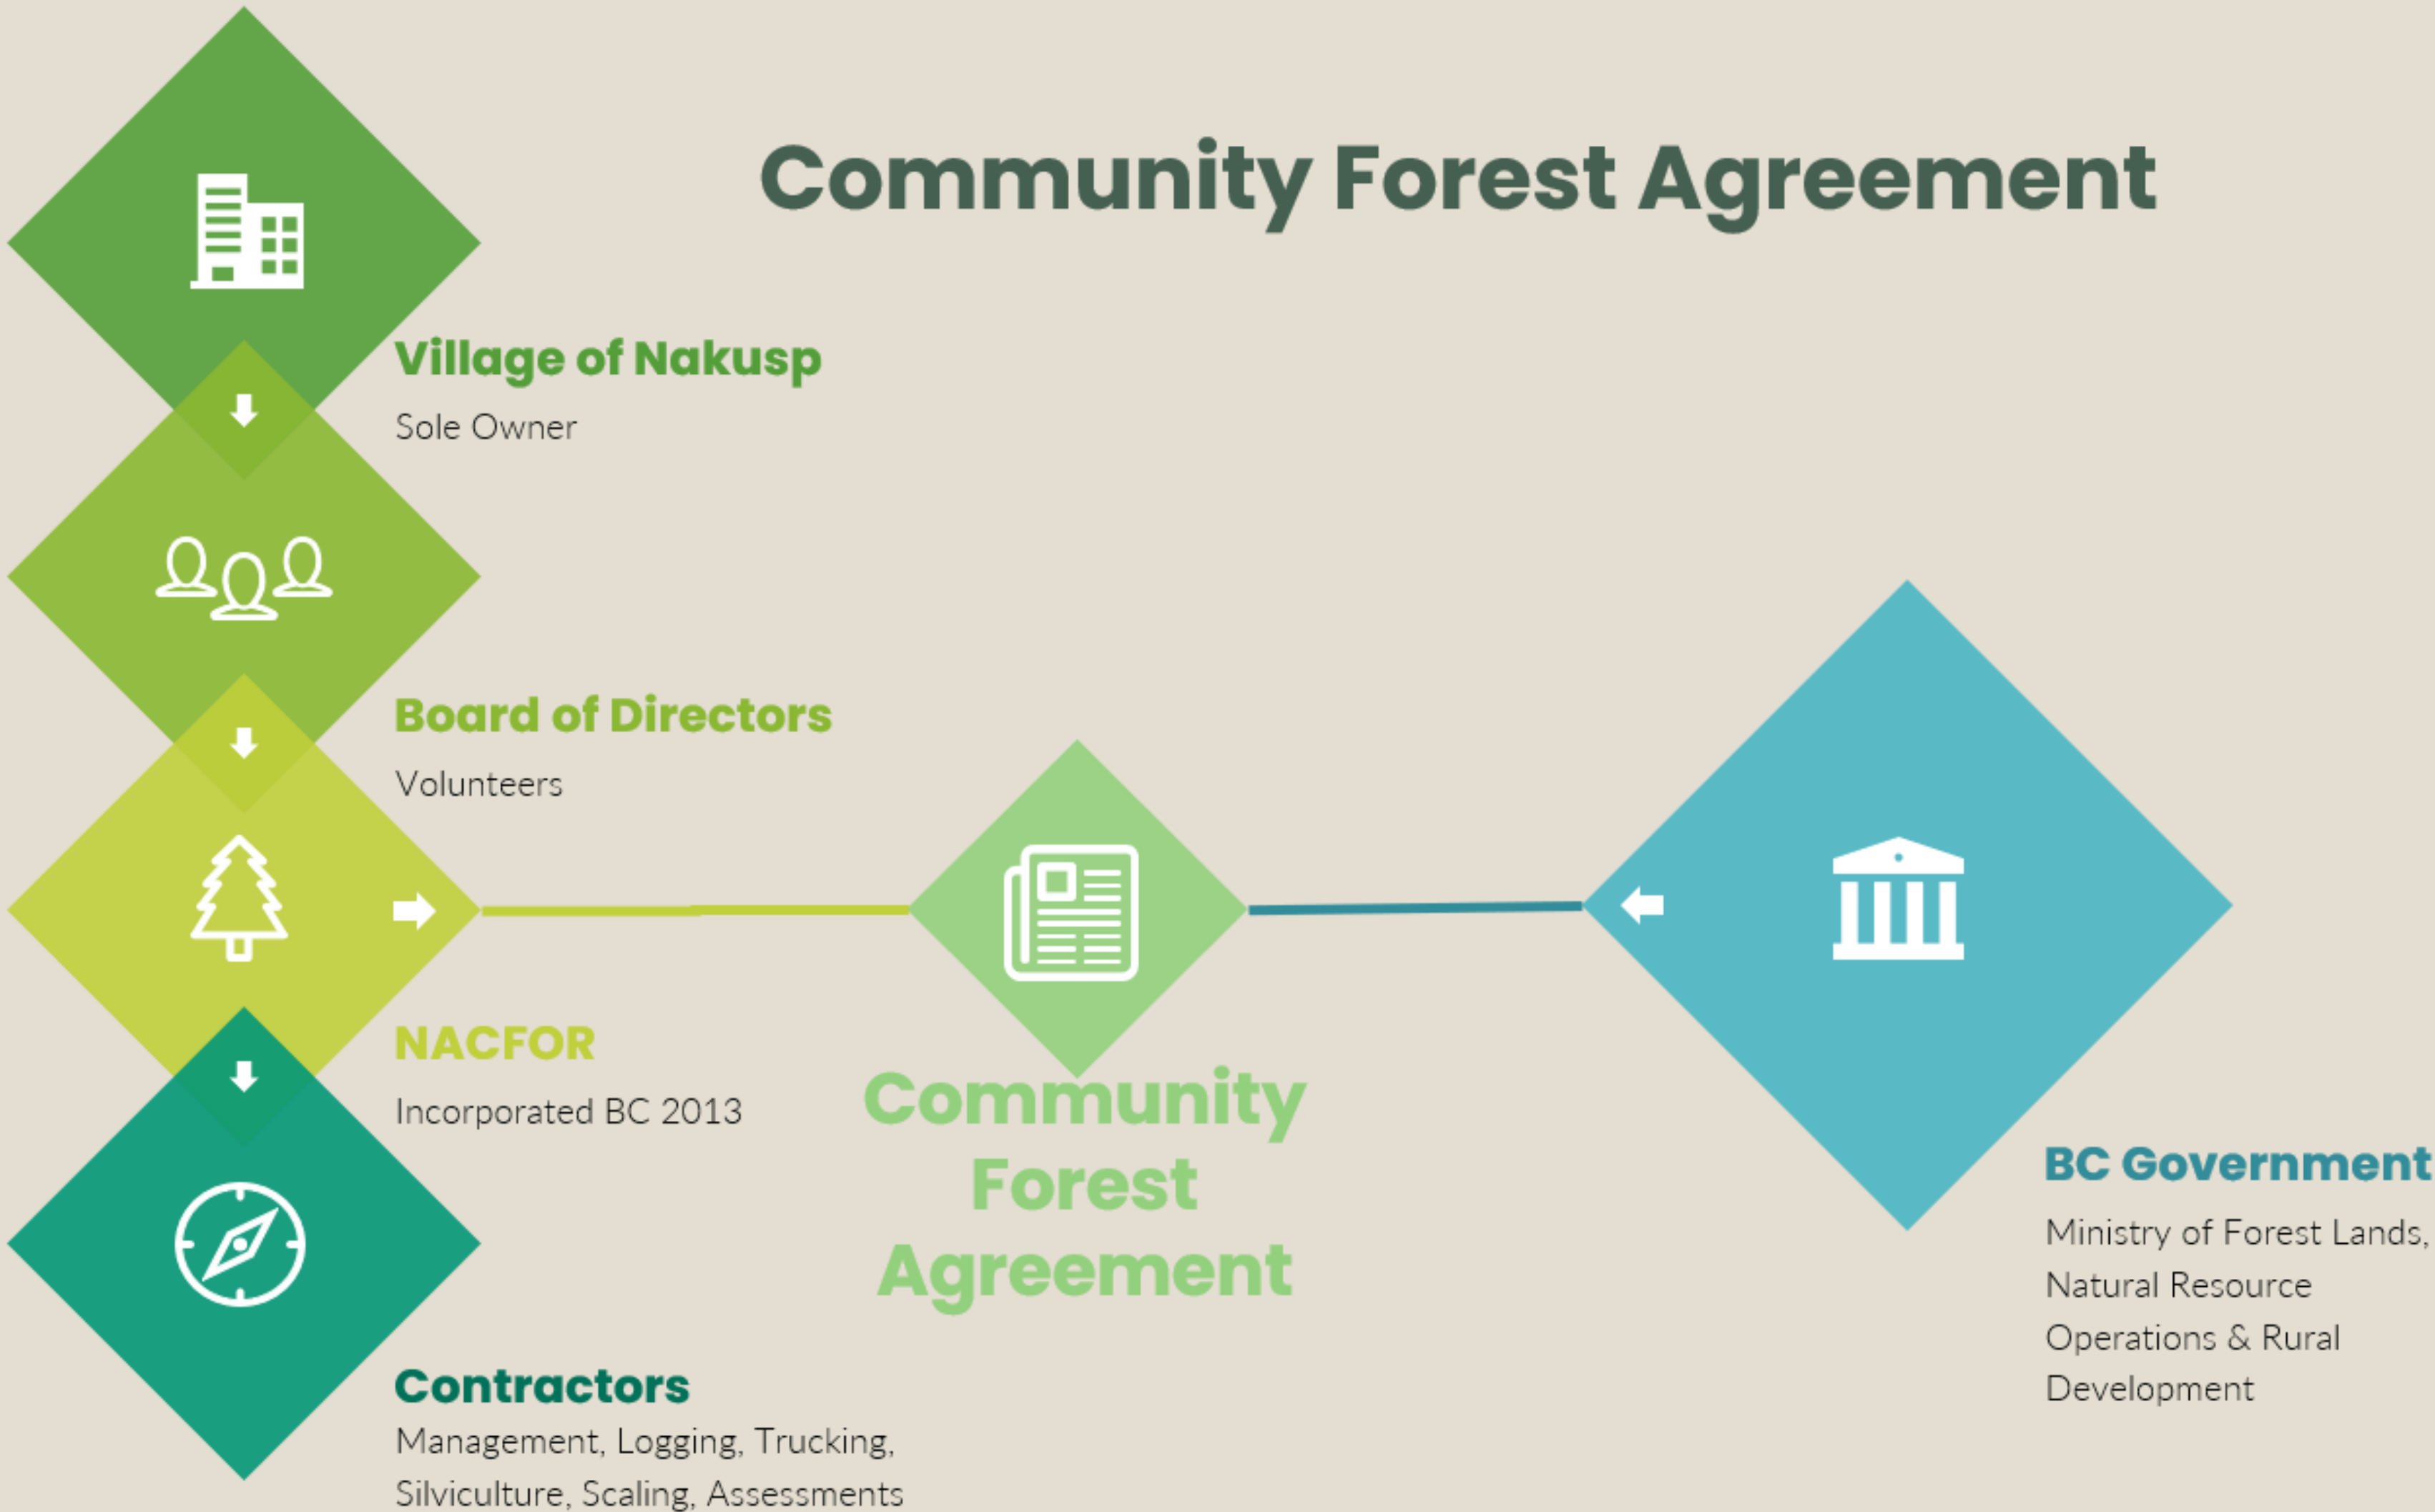 Community Forest Agreement
Village of Nakusp
Sole Owner
Board of Directors
Volunteers
NACFOR
Incorporated BC 2013
Contractors
Management, Logging, Trucking,
Silviculture, Scaling, Assessments
Community
Forest
Agreement
BC Government
Ministry of Forest Lands,
Natural Resource
Operations & Rural
Development